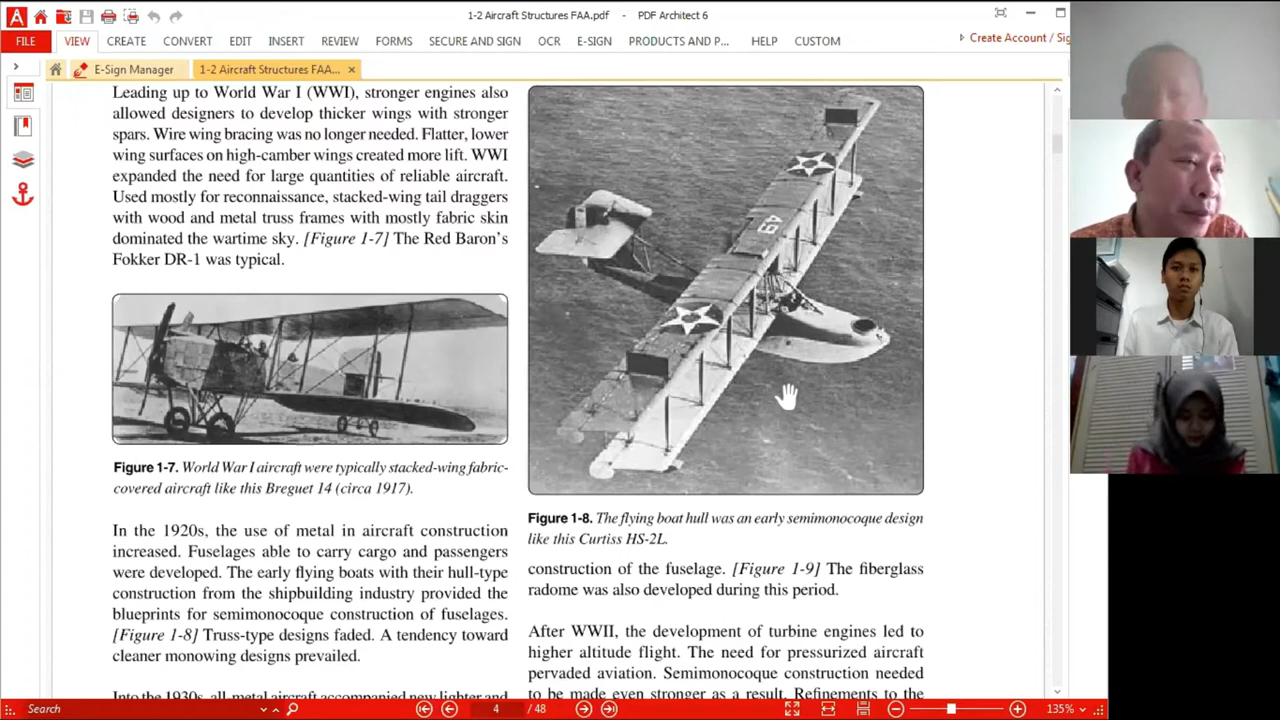 1-2 Aircraft Structures FAA.pdf - PDF Architect 6
FILE VIEW CREATE CONVERT EDIT INSERT REVIEW FORMS SECURE AND SIGN OCR E-SIGN PRODUCTS AND P... HELP CUSTOM Create Account / Sig
E-Sign Manager 1-2 Aircraft Structures FAA... ×
Leading up to World War I (WWI), stronger engines also
allowed designers to develop thicker wings with stronger
spars. Wire wing bracing was no longer needed. Flatter, lower
wing surfaces on high-camber wings created more lift. WWI
expanded the need for large quantities of reliable aircraft.
Used mostly for reconnaissance, stacked-wing tail draggers
with wood and metal truss frames with mostly fabric skin
dominated the wartime sky. [Figure 1-7] The Red Baron's
Fokker DR-1 was typical.
Figure 1-7. World War I aircraft were typically stacked-wing fabric-
covered aircraft like this Breguet 14 (circa 1917).
In the 1920s, the use of metal in aircraft construction
increased. Fuselages able to carry cargo and passengers
were developed. The early flying boats with their hull-type
construction from the shipbuilding industry provided the
blueprints for semimonocoque construction of fuselages.
[Figure 1-8] Truss-type designs faded. A tendency toward
cleaner monowing designs prevailed.
Into the 1930s, all-metal aircraft accompanied new lighter and
49
Figure 1-8. The flying boat hull was an early semimonocoque design
like this Curtiss HS-2L.
construction of the fuselage. [Figure 1-9] The fiberglass
radome was also developed during this period.
After WWII, the development of turbine engines led to
higher altitude flight. The need for pressurized aircraft
pervaded aviation. Semimonocoque construction needed
to be made even stronger as a result. Refinements to the
Search 4 / 48 135%